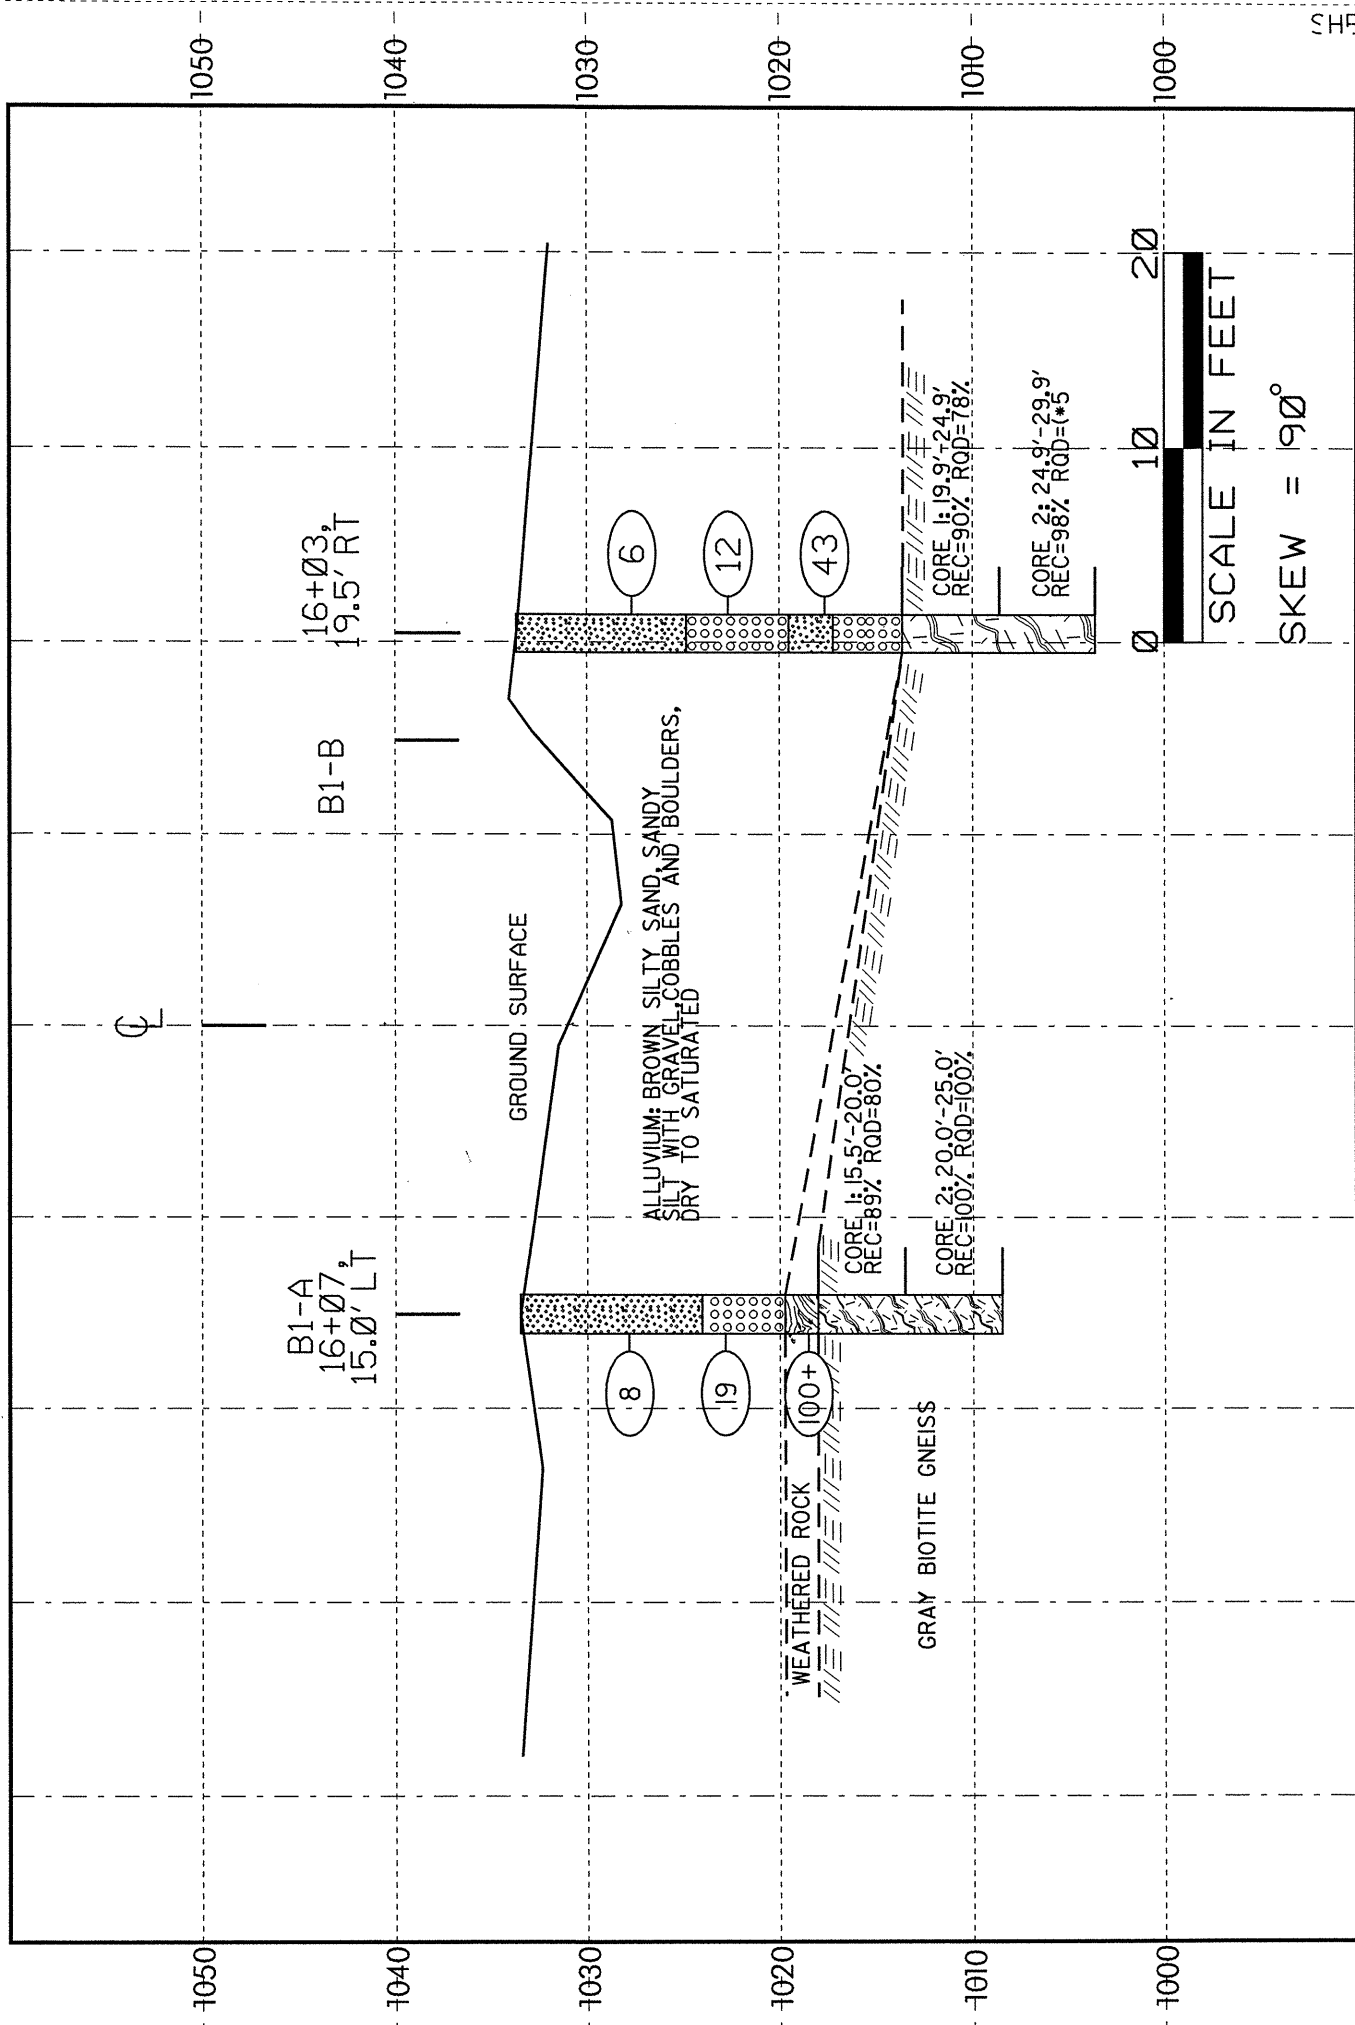 ℄
B1-A
16+07,
15.0' LT
B1-B
16+03,
19.5' RT
1050
1050
1040
1040
GROUND SURFACE
1030
1030
8
6
ALLUVIUM: BROWN SILTY SAND, SANDY
SILT WITH GRAVEL, COBBLES AND BOULDERS,
DRY TO SATURATED
19
12
1020
1020
100+
43
WEATHERED ROCK
CORE 1: 15.5'-20.0'
REC=89% RQD=80%
CORE 2: 20.0'-25.0'
REC=100% RQD=100%
GRAY BIOTITE GNEISS
CORE 1: 19.9'-24.9'
REC=90% RQD=78%
1010
1010
CORE 2: 24.9'-29.9'
REC=98% RQD=(*5
1000
1000
0 10 20
SCALE IN FEET
SKEW = 90°